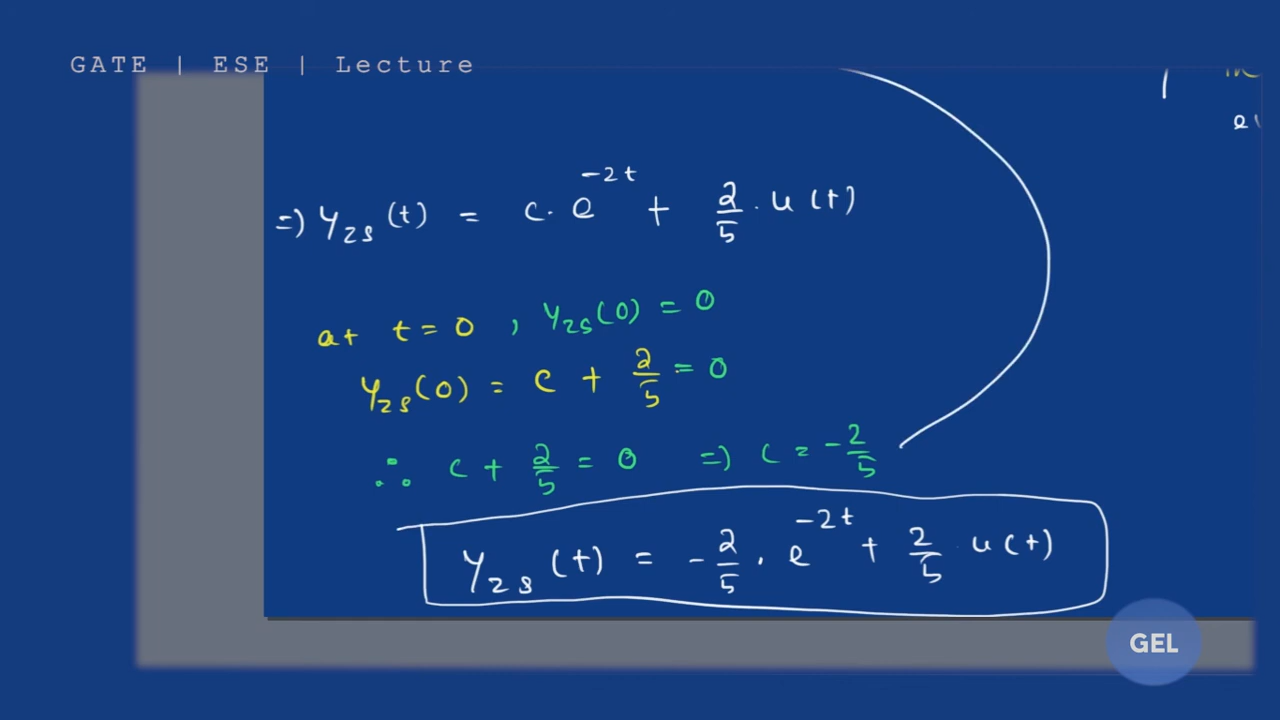 GATE | ESE | Lecture
=) y_zs(t) = c.e^-2t + 2/5 . u(t)
at t = 0 , y_zs(0) = 0
y_zs(0) = c + 2/5 = 0
∴ c + 2/5 = 0 =) c = -2/5
y_zs(t) = -2/5 . e^-2t + 2/5 . u(t)
GEL